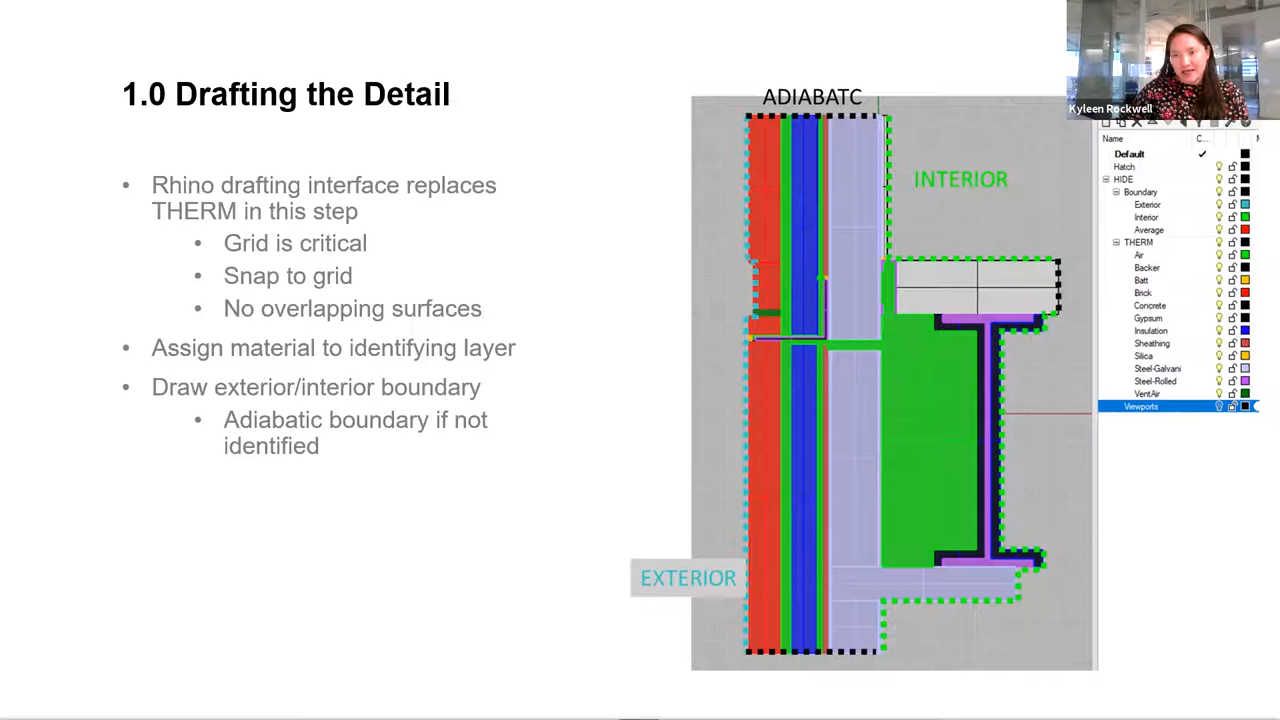 1.0 Drafting the Detail
• Rhino drafting interface replaces
THERM in this step
• Grid is critical
• Snap to grid
• No overlapping surfaces
• Assign material to identifying layer
• Draw exterior/interior boundary
• Adiabatic boundary if not
identified
ADIABATC
INTERIOR
EXTERIOR
Kyleen Rockwell
Name C...
Default
Hatch
HIDE
Boundary
Exterior
Interior
Average
THERM
Air
Backer
Batt
Brick
Concrete
Gypsum
Insulation
Sheathing
Silica
Steel-Galvani
Steel-Rolled
VentAir
Viewports